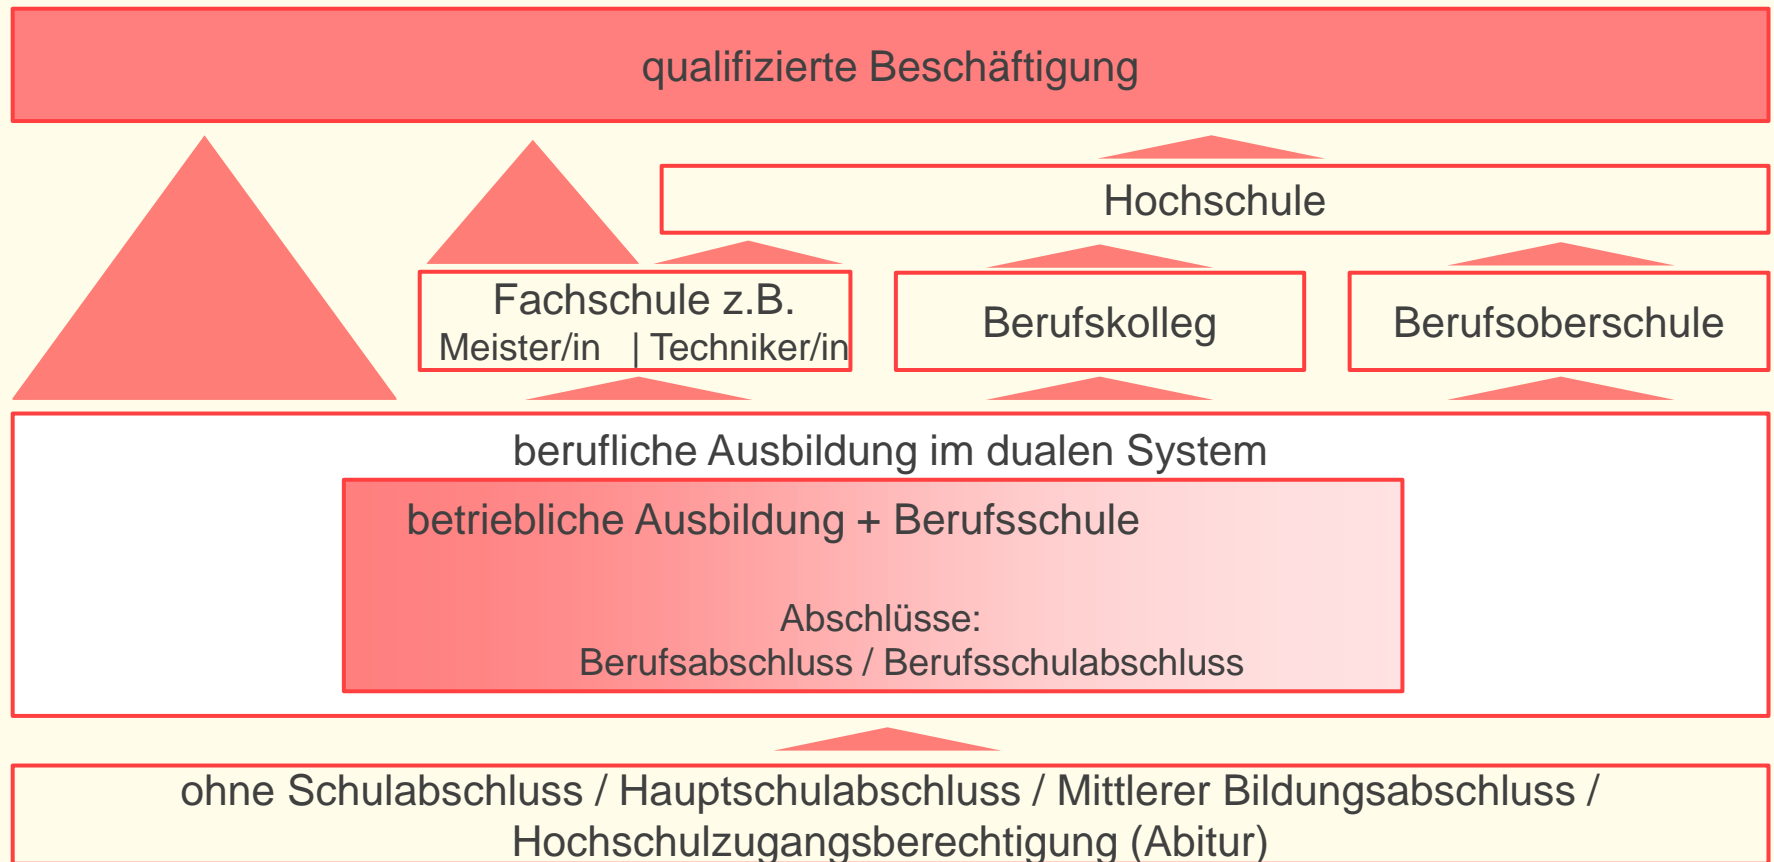 qualifizierte Beschäftigung
Hochschule
Fachschule z.B.
Meister/in | Techniker/in
Berufskolleg
Berufsoberschule
berufliche Ausbildung im dualen System
betriebliche Ausbildung + Berufsschule
Abschlüsse:
Berufsabschluss / Berufsschulabschluss
ohne Schulabschluss / Hauptschulabschluss / Mittlerer Bildungsabschluss /
Hochschulzugangsberechtigung (Abitur)